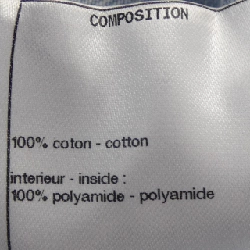 COMPOSITION
100% coton - cotton
interieur - inside :
100% polyamide - polyamide